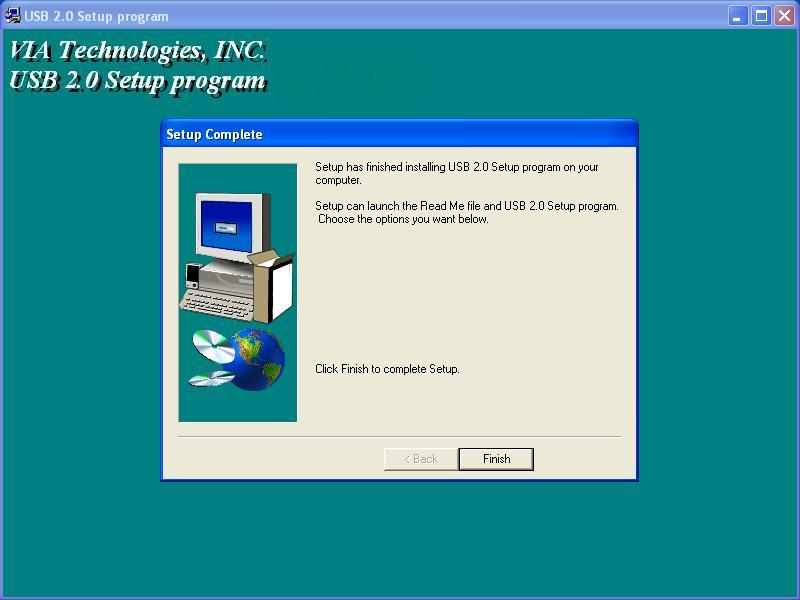 USB 2.0 Setup program
VIA Technologies, INC.
USB 2.0 Setup program
Setup Complete
Setup has finished installing USB 2.0 Setup program on your
computer.
Setup can launch the Read Me file and USB 2.0 Setup program.
Choose the options you want below.
Click Finish to complete Setup.
< Back
Finish